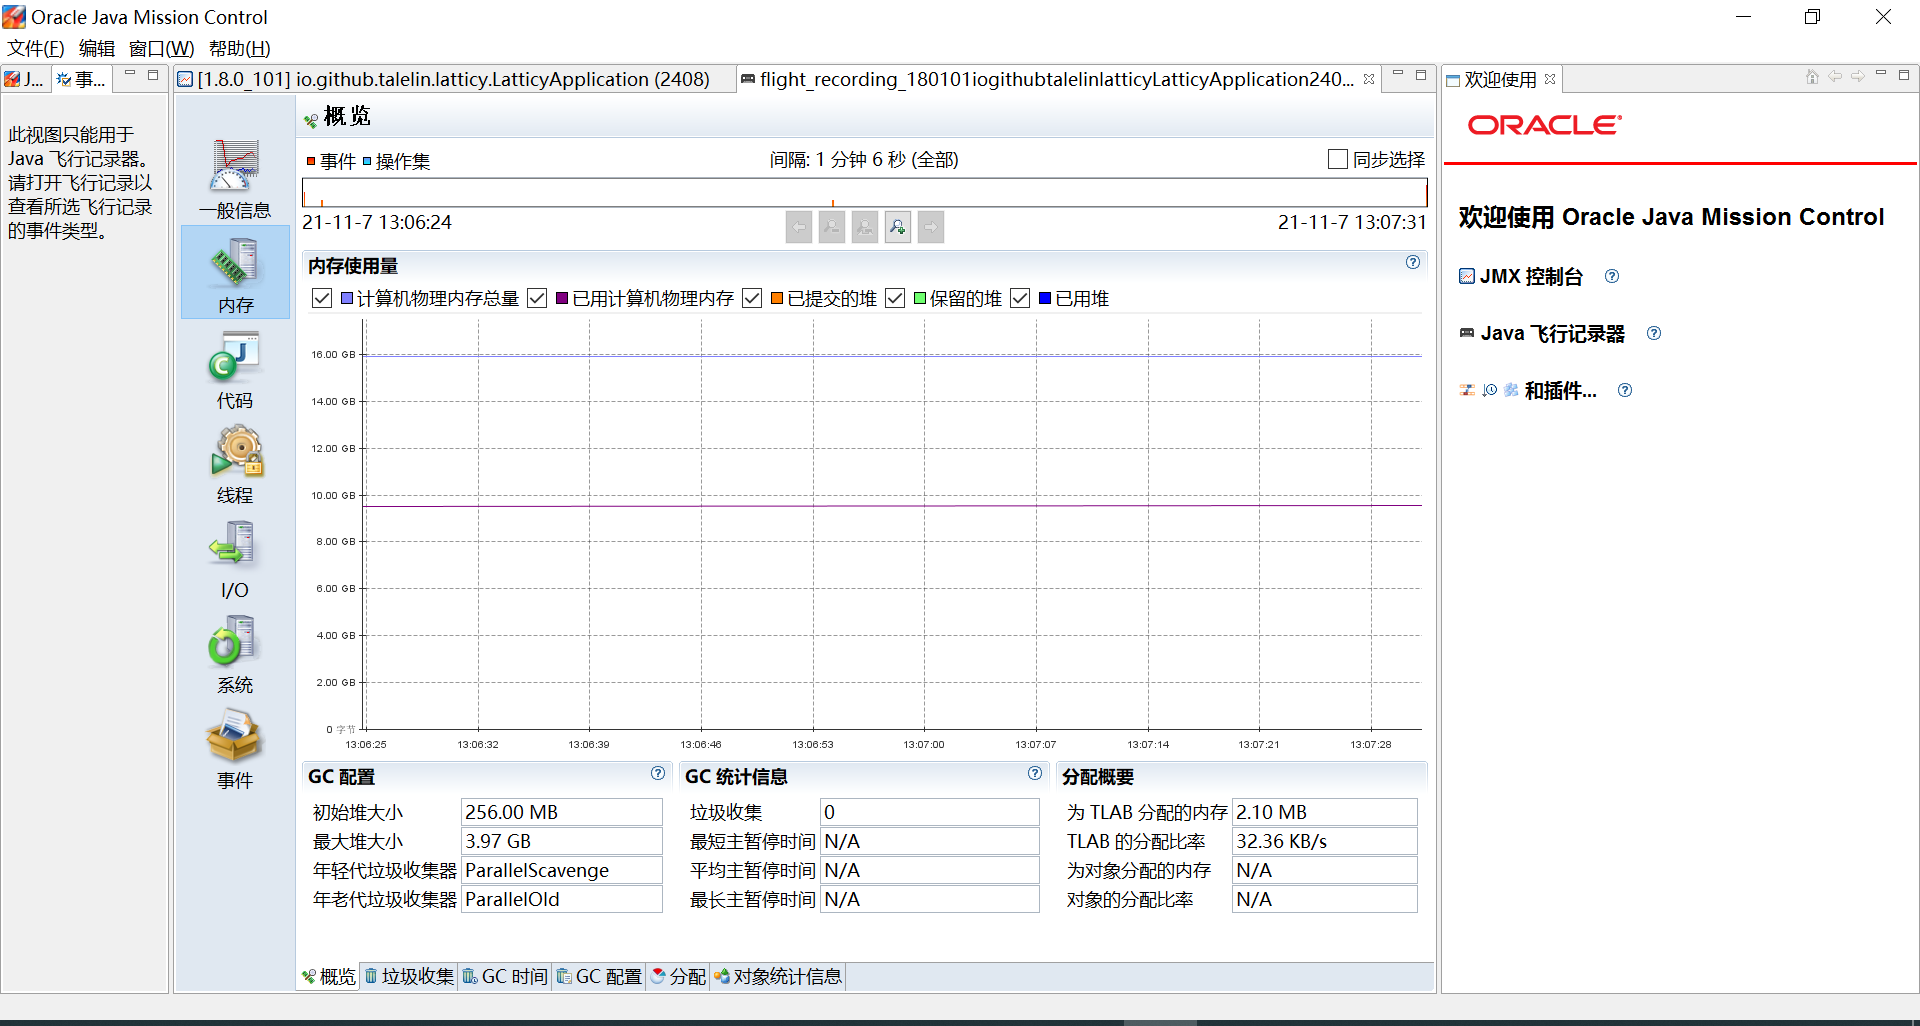 Oracle Java Mission Control
文件(F) 编辑 窗口(W) 帮助(H)
J... 事...
此视图只能用于
Java 飞行记录器。
请打开飞行记录以
查看所选飞行记录
的事件类型。
[1.8.0_101] io.github.talelin.latticy.LatticyApplication (2408)
flight_recording_180101iogithubtalelinlatticyLatticyApplication240...
一般信息
内存
代码
线程
I/O
系统
事件
概览
事件 操作集
间隔: 1 分钟 6 秒 (全部)
同步选择
21-11-7 13:06:24
21-11-7 13:07:31
内存使用量
计算机物理内存总量 已用计算机物理内存 已提交的堆 保留的堆 已用堆
16.00 GB
14.00 GB
12.00 GB
10.00 GB
8.00 GB
6.00 GB
4.00 GB
2.00 GB
0 字节
13:06:25 13:06:32 13:06:39 13:06:46 13:06:53 13:07:00 13:07:07 13:07:14 13:07:21 13:07:28
GC 配置
初始堆大小 256.00 MB
最大堆大小 3.97 GB
年轻代垃圾收集器 ParallelScavenge
年老代垃圾收集器 ParallelOld
GC 统计信息
垃圾收集 0
最短主暂停时间 N/A
平均主暂停时间 N/A
最长主暂停时间 N/A
分配概要
为 TLAB 分配的内存 2.10 MB
TLAB 的分配比率 32.36 KB/s
为对象分配的内存 N/A
对象的分配比率 N/A
概览 垃圾收集 GC 时间 GC 配置 分配 对象统计信息
欢迎使用
ORACLE
欢迎使用 Oracle Java Mission Control
JMX 控制台
Java 飞行记录器
和插件...